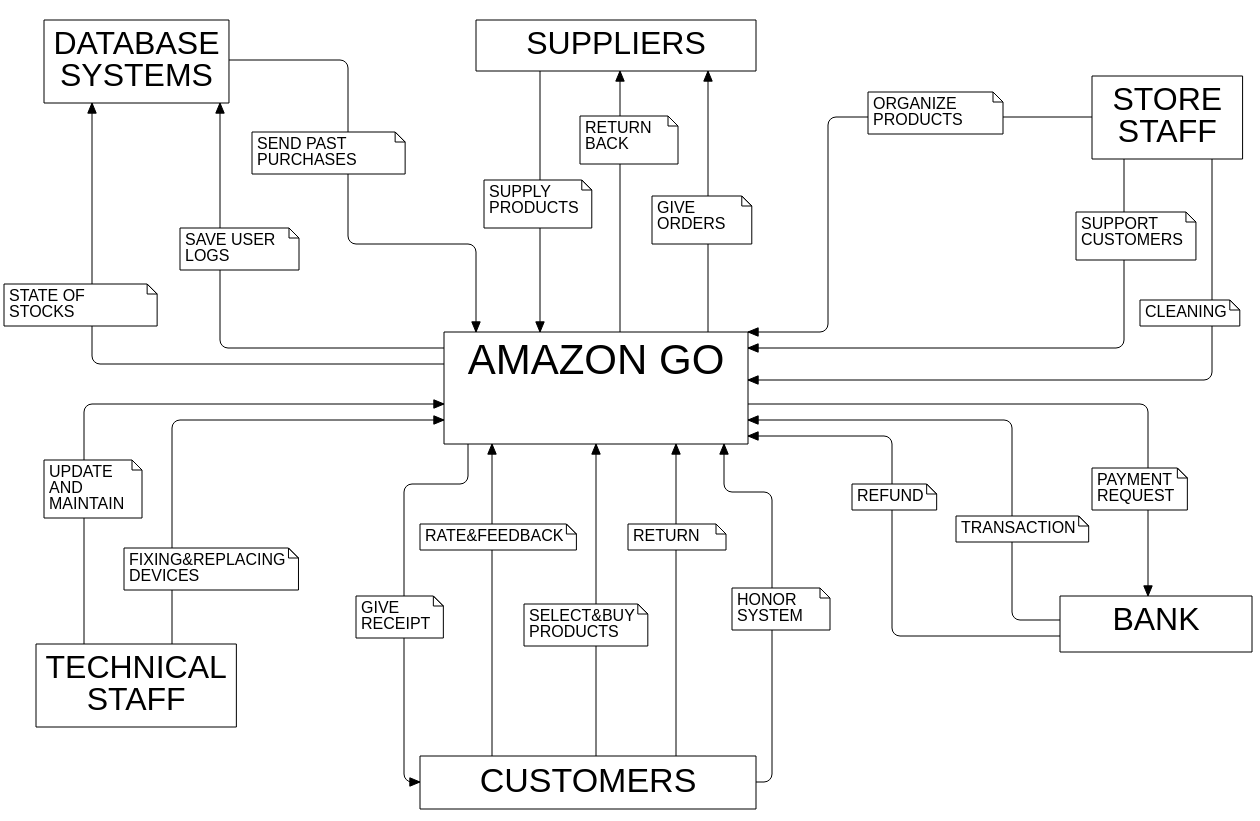 DATABASE
SYSTEMS
SUPPLIERS
STORE
STAFF
ORGANIZE
PRODUCTS
RETURN
BACK
SEND PAST
PURCHASES
SUPPLY
PRODUCTS
GIVE
ORDERS
SUPPORT
CUSTOMERS
SAVE USER
LOGS
STATE OF
STOCKS
CLEANING
AMAZON GO
UPDATE
AND
MAINTAIN
PAYMENT
REQUEST
REFUND
TRANSACTION
RATE&FEEDBACK
RETURN
FIXING&REPLACING
DEVICES
GIVE
RECEIPT
SELECT&BUY
PRODUCTS
HONOR
SYSTEM
BANK
TECHNICAL
STAFF
CUSTOMERS